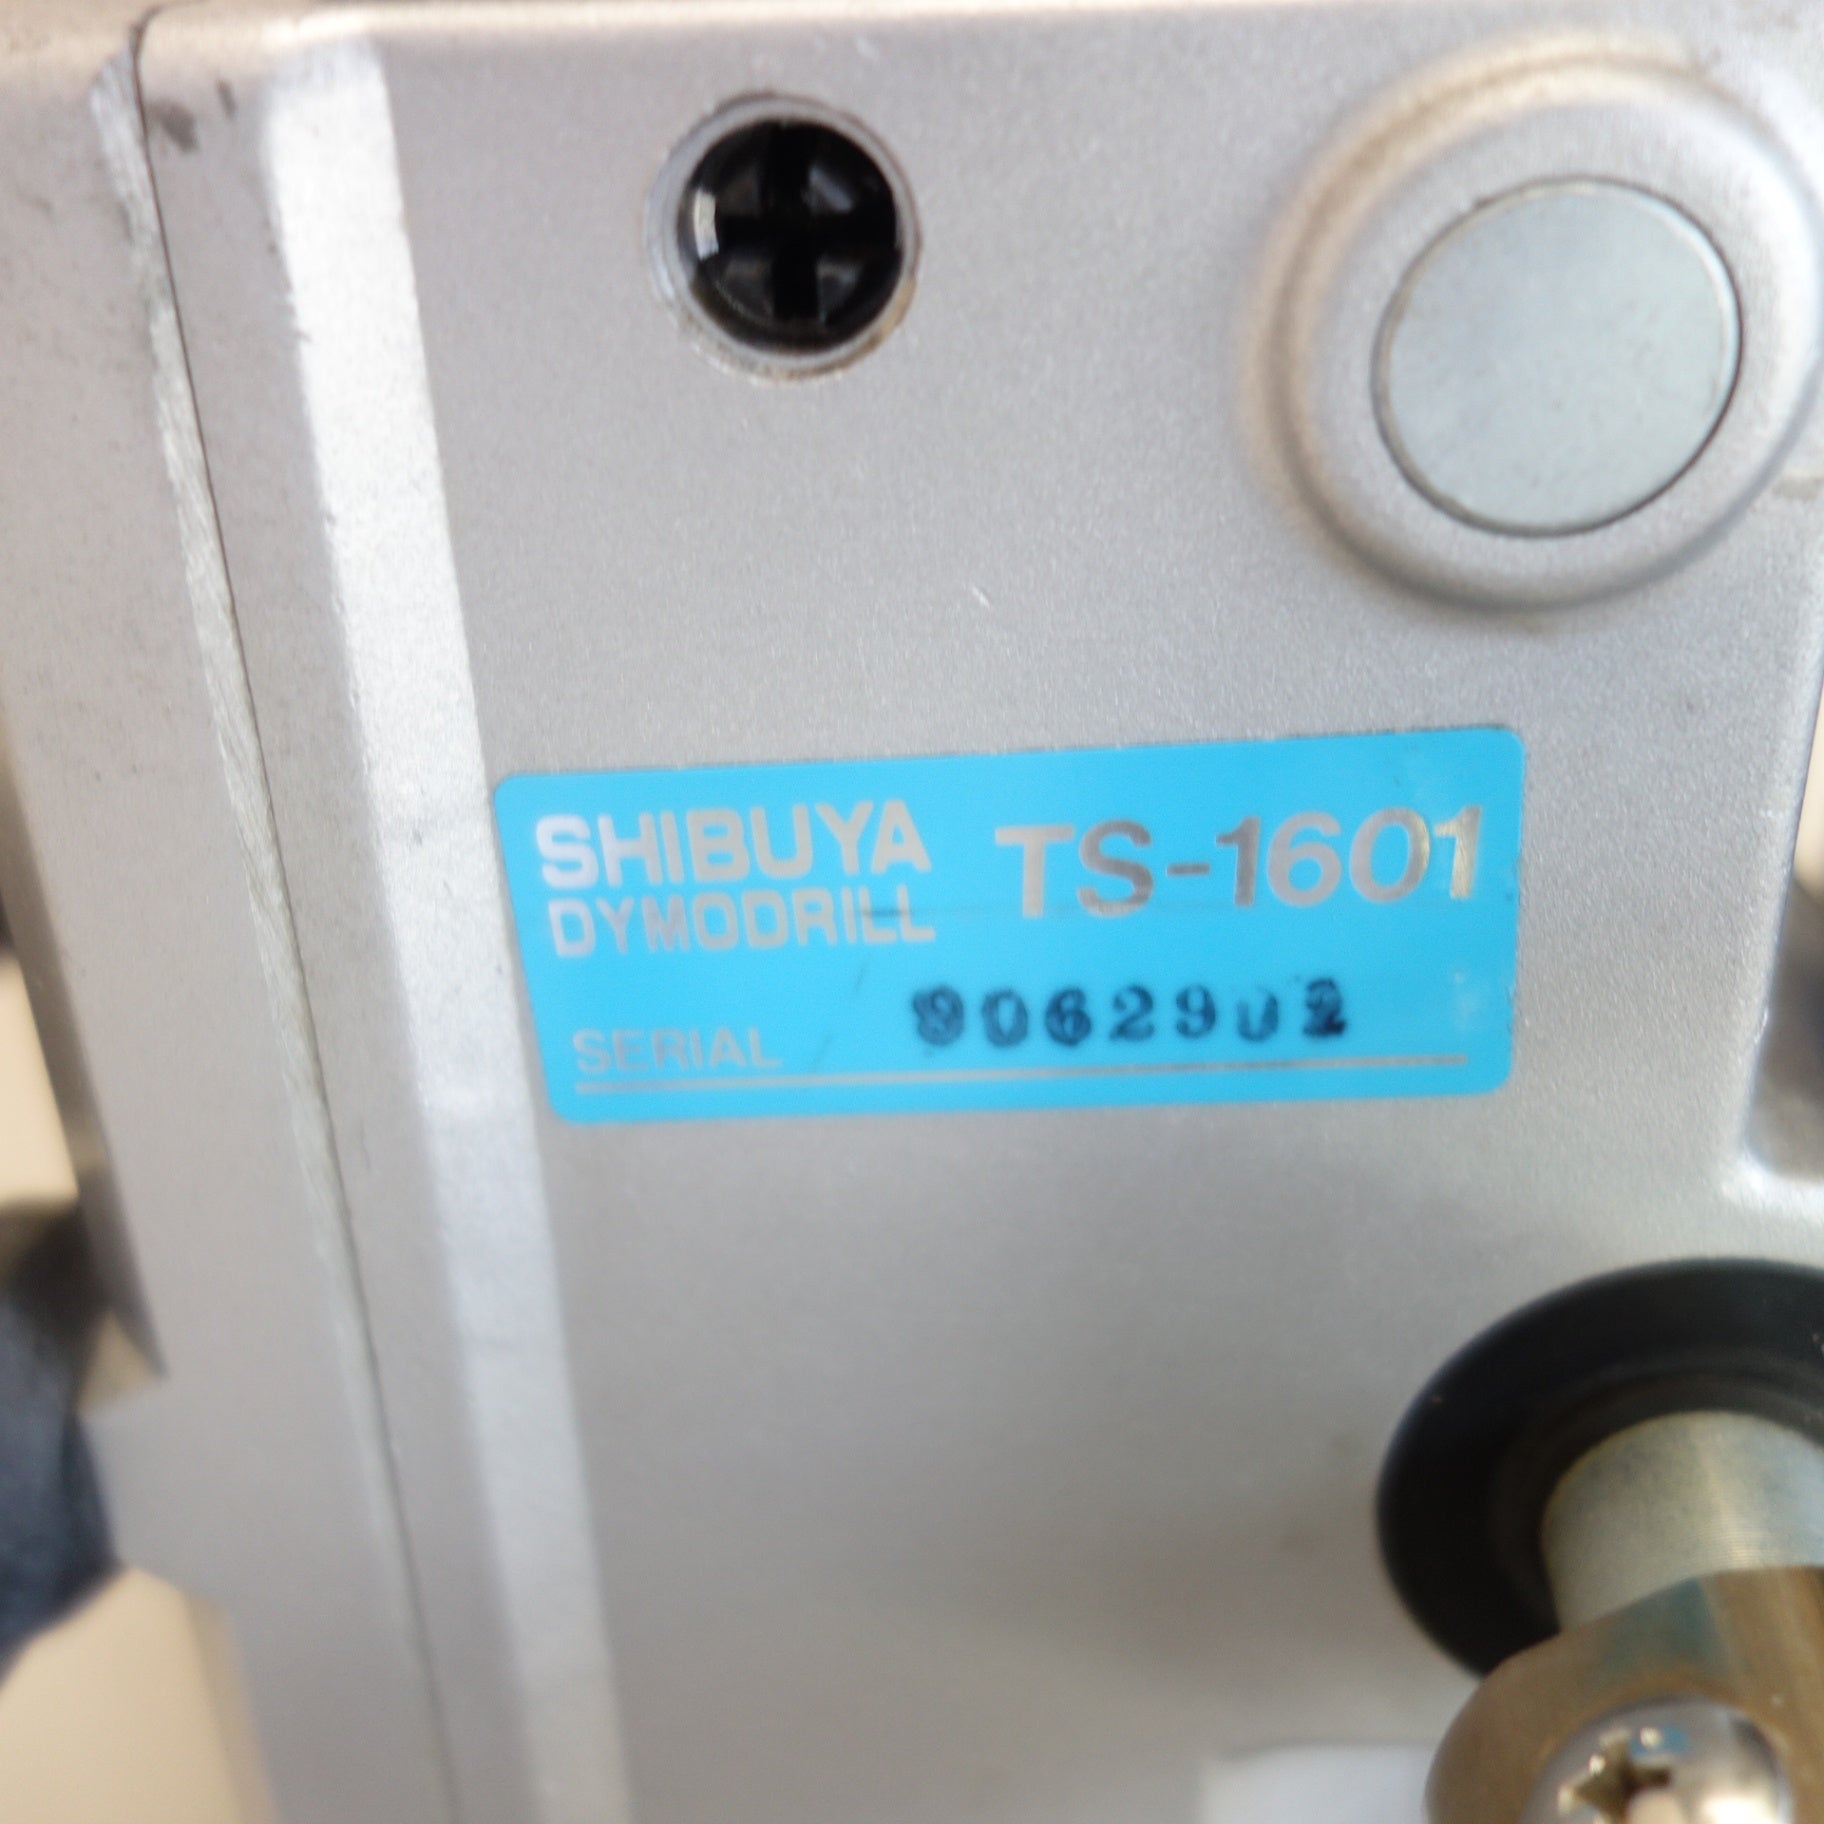 SHIBUYA TS-1601
DYMODRILL
SERIAL